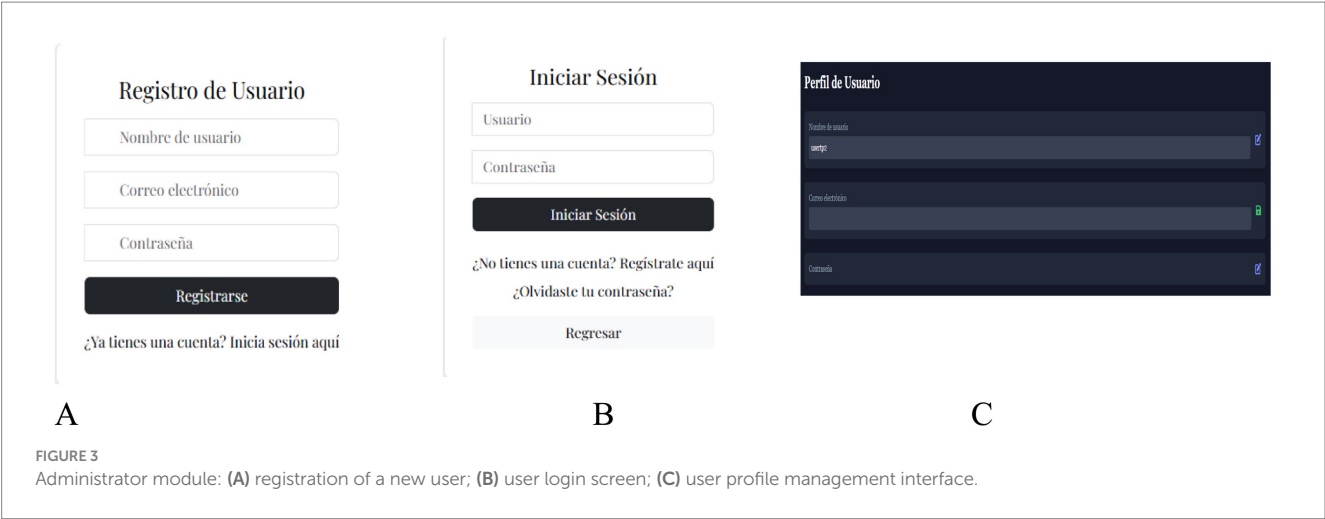 Registro de Usuario
Nombre de usuario
Correo electrónico
Contraseña
Registrarse
¿Ya tienes una cuenta? Inicia sesión aquí
Iniciar Sesión
Usuario
Contraseña
Iniciar Sesión
¿No tienes una cuenta? Regístrate aquí
¿Olvidaste tu contraseña?
Regresar
Perfil de Usuario
Nombre de usuario
usertp2
Correo electrónico
Contraseña
A
B
C
FIGURE 3
Administrator module: (A) registration of a new user; (B) user login screen; (C) user profile management interface.